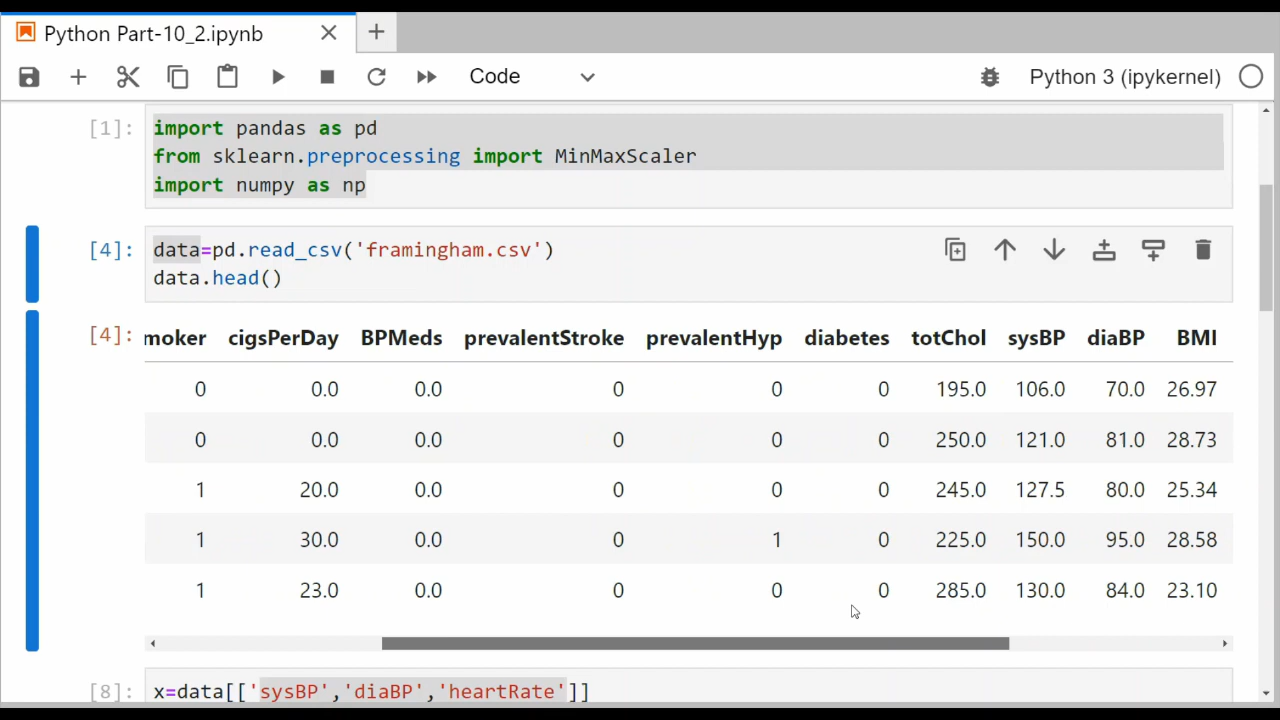 Python Part-10_2.ipynb
Code
Python 3 (ipykernel)
[1]:
import pandas as pd
from sklearn.preprocessing import MinMaxScaler
import numpy as np
[4]:
data=pd.read_csv('framingham.csv')
data.head()
[4]:
moker cigsPerDay BPMeds prevalentStroke prevalentHyp diabetes totChol sysBP diaBP BMI
0 0.0 0.0 0 0 0 195.0 106.0 70.0 26.97
0 0.0 0.0 0 0 0 250.0 121.0 81.0 28.73
1 20.0 0.0 0 0 0 245.0 127.5 80.0 25.34
1 30.0 0.0 0 1 0 225.0 150.0 95.0 28.58
1 23.0 0.0 0 0 0 285.0 130.0 84.0 23.10
[8]:
x=data[['sysBP','diaBP','heartRate']]